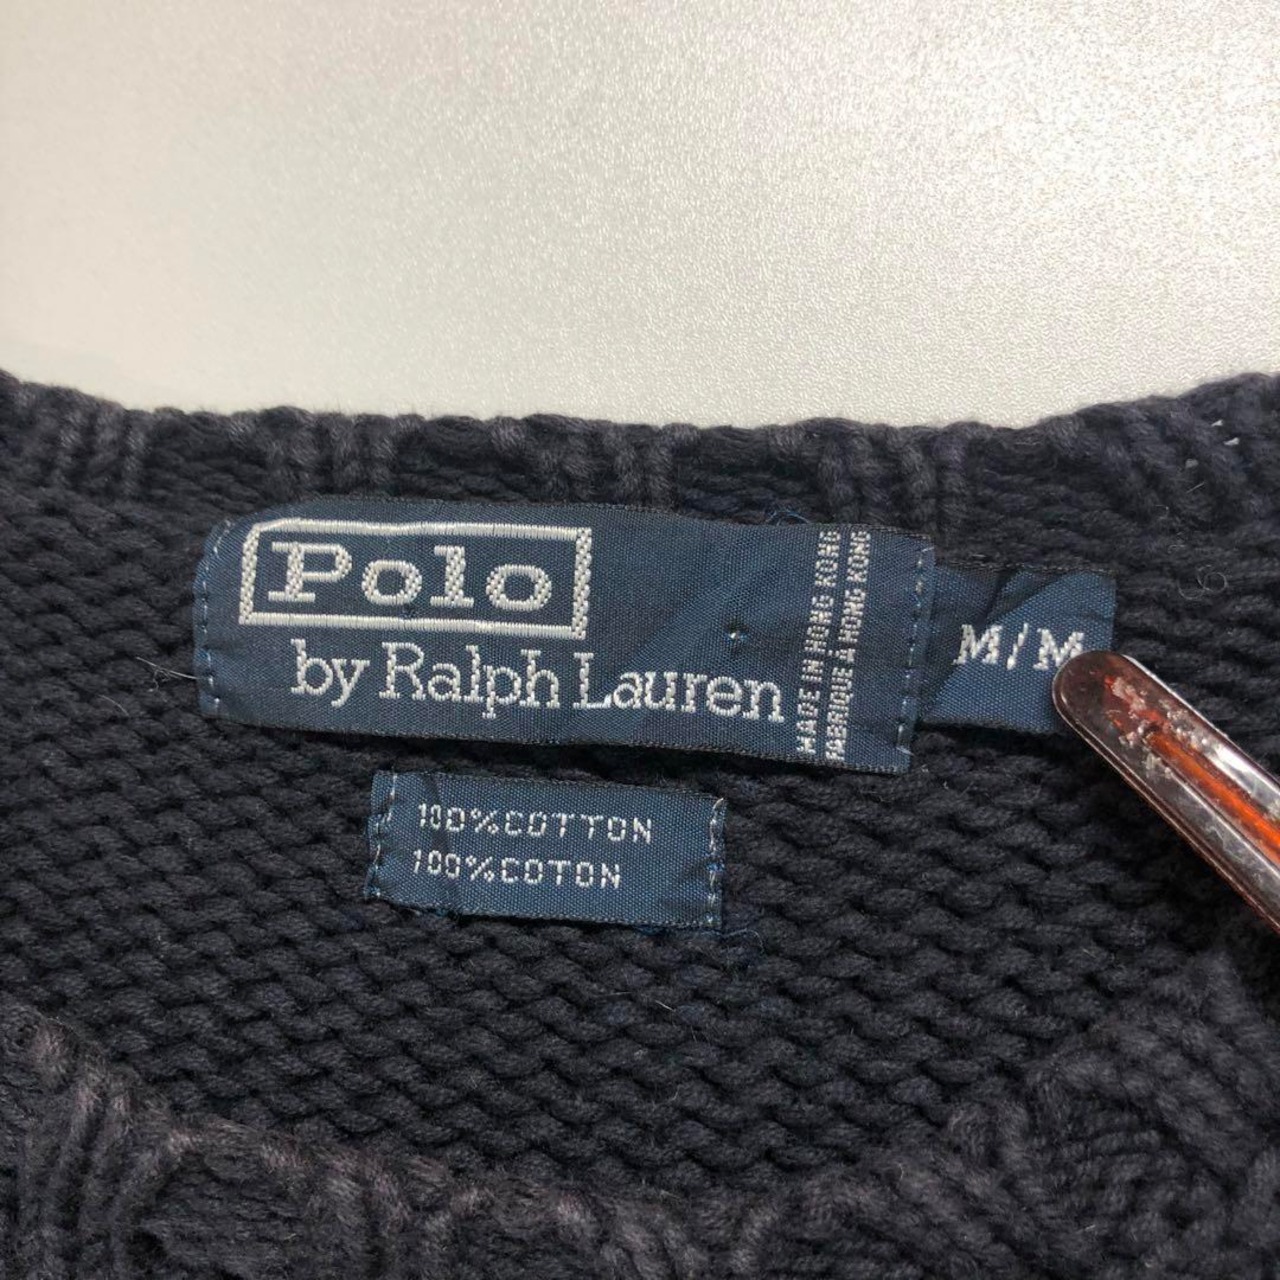 Polo
by Ralph Lauren
MADE IN HONG KONG
FABRIQUE À HONG KONG
M/M
100%COTTON
100%COTON